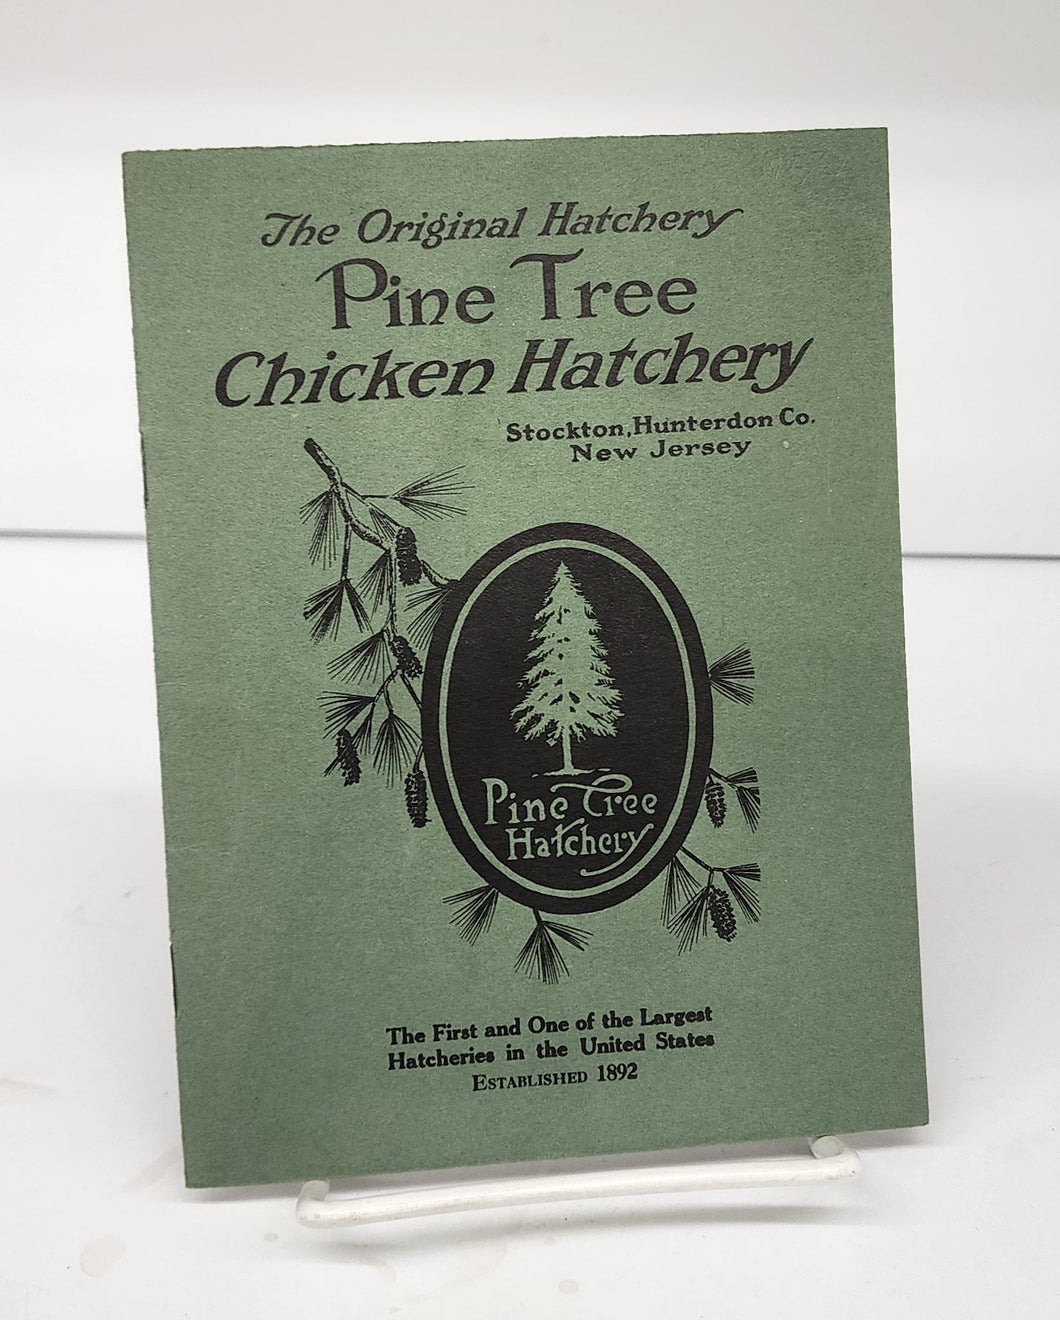 The Original Hatchery
Pine Tree
Chicken Hatchery
Stockton, Hunterdon Co.
New Jersey
Pine Tree
Hatchery
The First and One of the Largest
Hatcheries in the United States
ESTABLISHED 1892